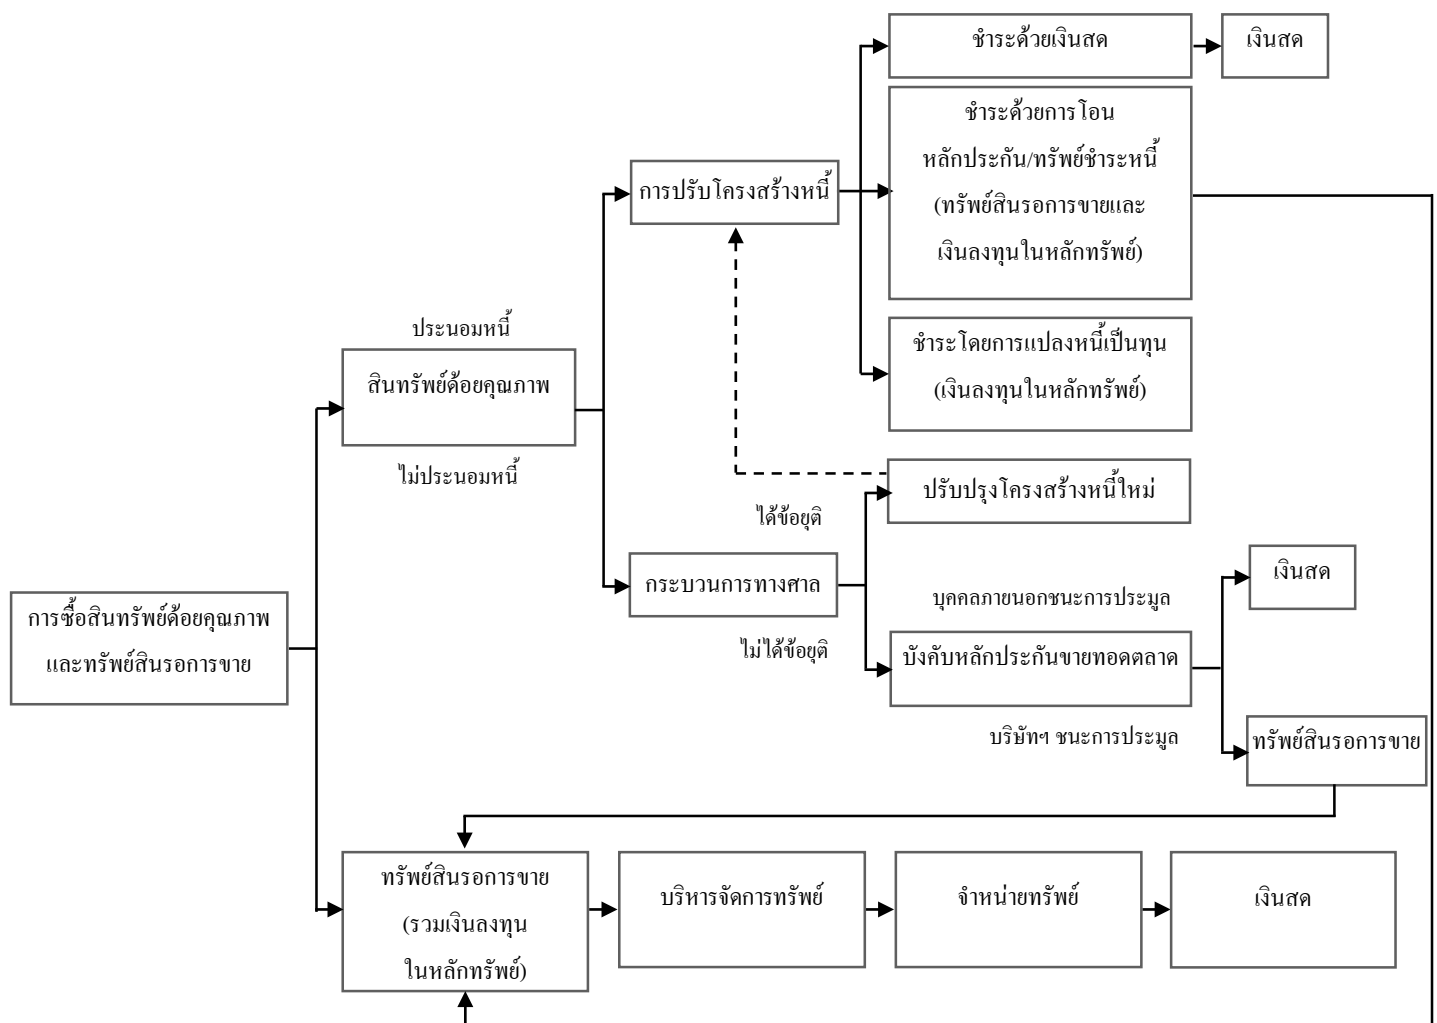 ชำระด้วยเงินสด
เงินสด
ชำระด้วยการโอน
หลักประกัน/ทรัพย์ชำระหนี้
(ทรัพย์สินรอการขายและ
เงินลงทุนในหลักทรัพย์)
การปรับโครงสร้างหนี้
ชำระโดยการแปลงหนี้เป็นทุน
(เงินลงทุนในหลักทรัพย์)
ประนอมหนี้
สินทรัพย์ด้อยคุณภาพ
ไม่ประนอมหนี้
ปรับปรุงโครงสร้างหนี้ใหม่
ได้ข้อยุติ
กระบวนการทางศาล
ไม่ได้ข้อยุติ
บุคคลภายนอกชนะการประมูล
เงินสด
บังคับหลักประกันขายทอดตลาด
บริษัทฯ ชนะการประมูล
ทรัพย์สินรอการขาย
การซื้อสินทรัพย์ด้อยคุณภาพ
และทรัพย์สินรอการขาย
ทรัพย์สินรอการขาย
(รวมเงินลงทุน
ในหลักทรัพย์)
บริหารจัดการทรัพย์
จำหน่ายทรัพย์
เงินสด